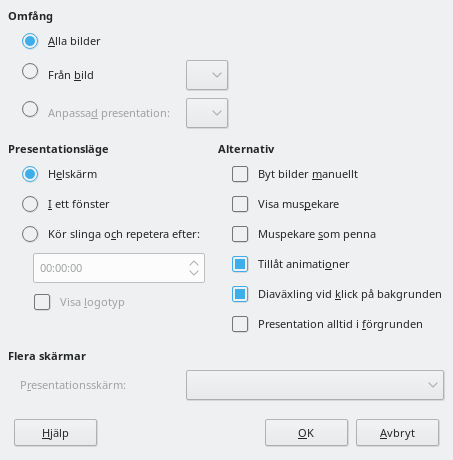 Omfång
Alla bilder
Från bild
Anpassad presentation:
Presentationsläge
Helskärm
I ett fönster
Kör slinga och repetera efter:
00:00:00
Visa logotyp
Alternativ
Byt bilder manuellt
Visa muspekare
Muspekare som penna
Tillåt animationer
Diaväxling vid klick på bakgrunden
Presentation alltid i förgrunden
Flera skärmar
Presentationsskärm:
Hjälp
OK
Avbryt